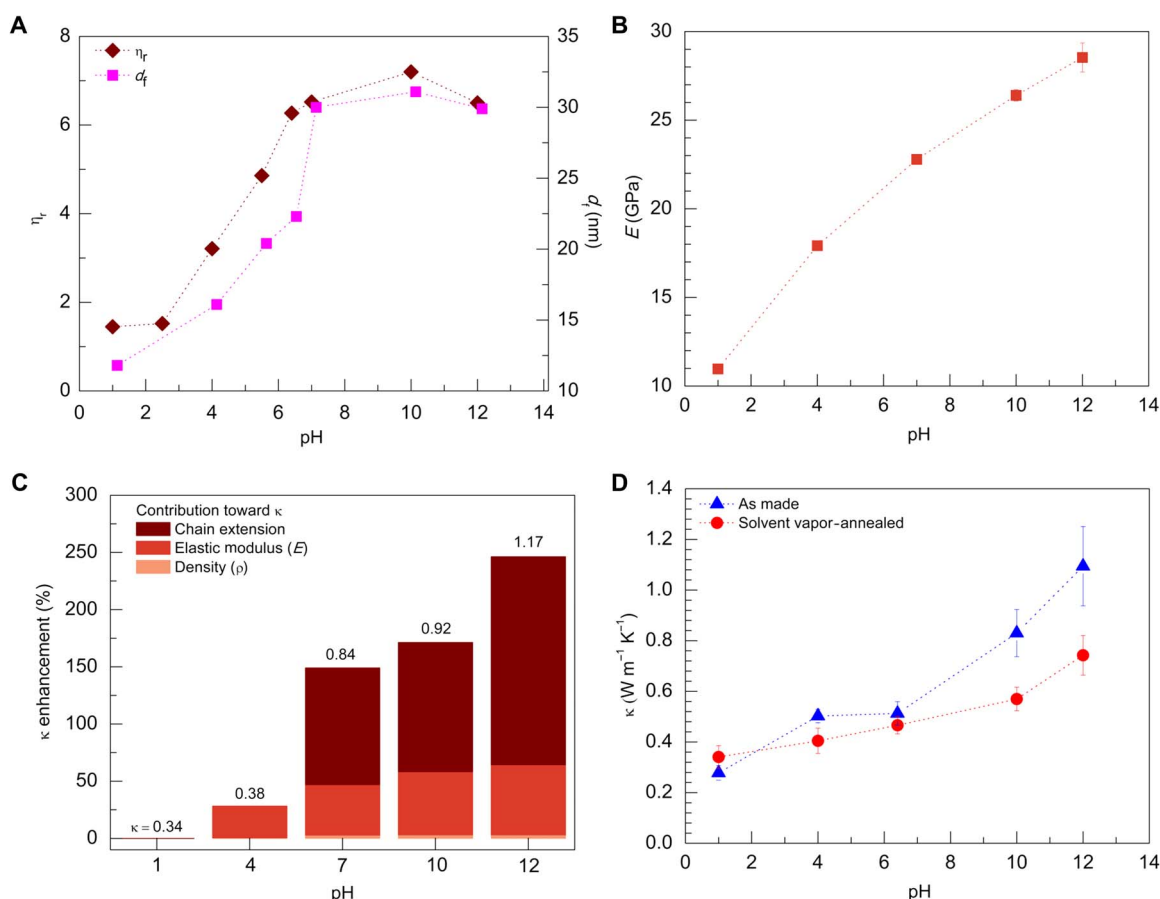 A
8
6
4
2
0
ηr
ηr
df
35
30
25
20
15
10
df (nm)
0 2 4 6 8 10 12 14
pH
B
30
26
22
18
14
10
E (GPa)
0 2 4 6 8 10 12 14
pH
C
300
250
200
150
100
50
0
κ enhancement (%)
Contribution toward κ
Chain extension
Elastic modulus (E)
Density (ρ)
κ = 0.34
0.38
0.84
0.92
1.17
1 4 7 10 12
pH
D
1.4
1.2
1.0
0.8
0.6
0.4
0.2
0.0
κ (W m⁻¹ K⁻¹)
As made
Solvent vapor-annealed
0 2 4 6 8 10 12 14
pH